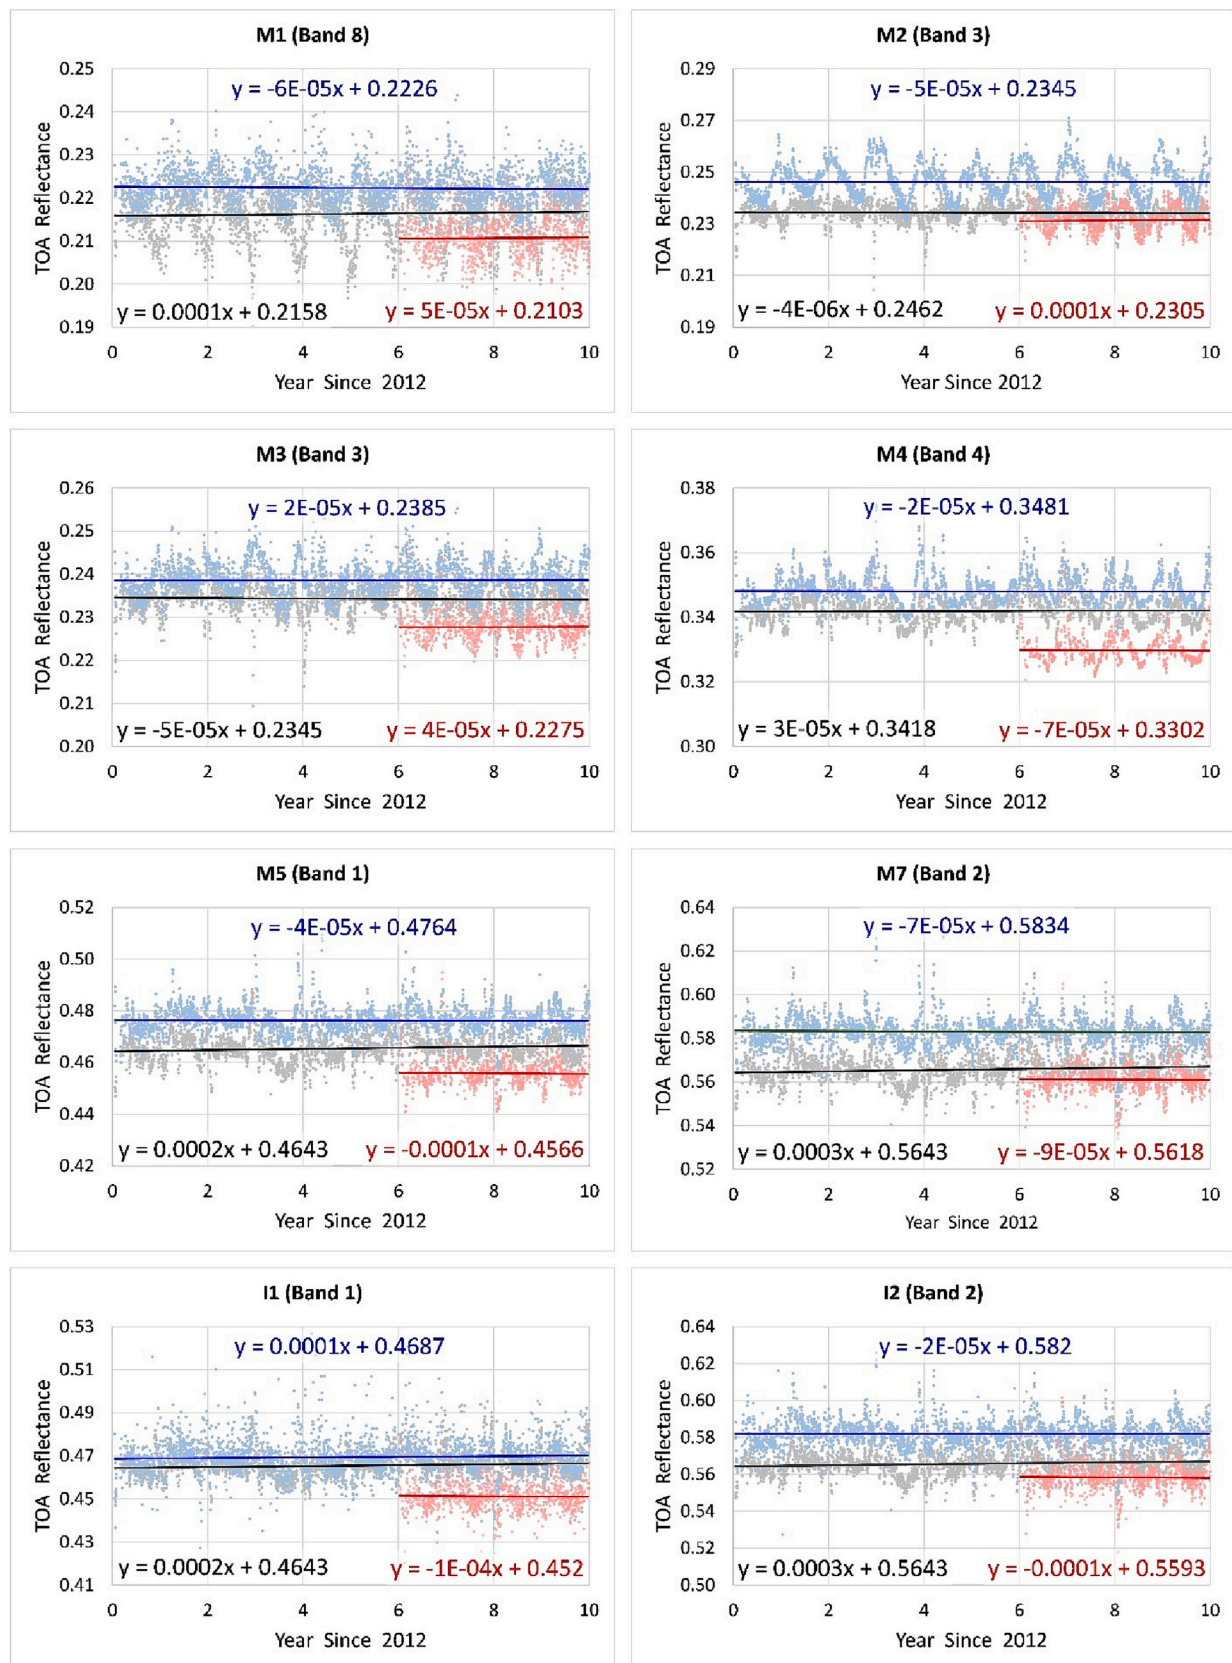 M1 (Band 8)
y = -6E-05x + 0.2226
0.25
0.24
0.23
0.22
0.21
0.20
0.19
TOA Reflectance
y = 0.0001x + 0.2158
y = 5E-05x + 0.2103
0 2 4 6 8 10
Year Since 2012
M2 (Band 3)
y = -5E-05x + 0.2345
0.29
0.27
0.25
0.23
0.21
0.19
TOA Reflectance
y = -4E-06x + 0.2462
y = 0.0001x + 0.2305
0 2 4 6 8 10
Year Since 2012
M3 (Band 3)
y = 2E-05x + 0.2385
0.26
0.25
0.24
0.23
0.22
0.21
0.20
TOA Reflectance
y = -5E-05x + 0.2345
y = 4E-05x + 0.2275
0 2 4 6 8 10
Year Since 2012
M4 (Band 4)
y = -2E-05x + 0.3481
0.38
0.36
0.34
0.32
0.30
TOA Reflectance
y = 3E-05x + 0.3418
y = -7E-05x + 0.3302
0 2 4 6 8 10
Year Since 2012
M5 (Band 1)
y = -4E-05x + 0.4764
0.52
0.50
0.48
0.46
0.44
0.42
TOA Reflectance
y = 0.0002x + 0.4643
y = -0.0001x + 0.4566
0 2 4 6 8 10
Year Since 2012
M7 (Band 2)
y = -7E-05x + 0.5834
0.64
0.62
0.60
0.58
0.56
0.54
0.52
TOA Reflectance
y = 0.0003x + 0.5643
y = -9E-05x + 0.5618
0 2 4 6 8 10
Year Since 2012
I1 (Band 1)
y = 0.0001x + 0.4687
0.53
0.51
0.49
0.47
0.45
0.43
0.41
TOA Reflectance
y = 0.0002x + 0.4643
y = -1E-04x + 0.452
0 2 4 6 8 10
Year Since 2012
I2 (Band 2)
y = -2E-05x + 0.582
0.64
0.62
0.60
0.58
0.56
0.54
0.52
0.50
TOA Reflectance
y = 0.0003x + 0.5643
y = -0.0001x + 0.5593
0 2 4 6 8 10
Year Since 2012